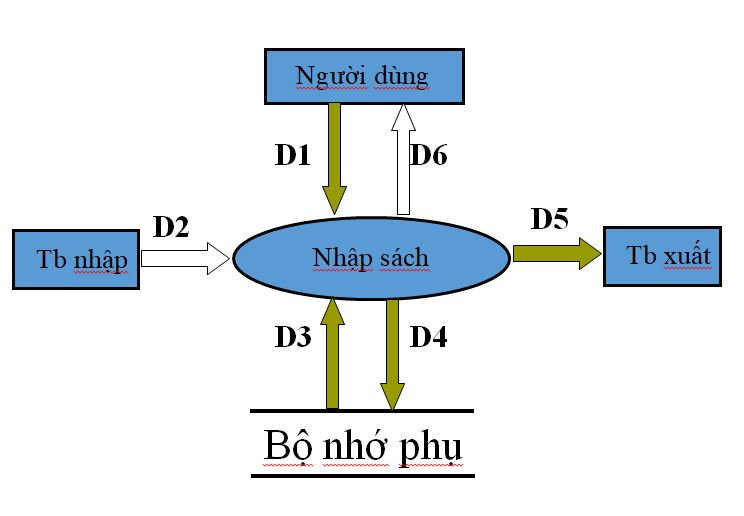 Người dùng
D1
D6
D2
D5
Tb nhập
Nhập sách
Tb xuất
D3
D4
Bộ nhớ phụ